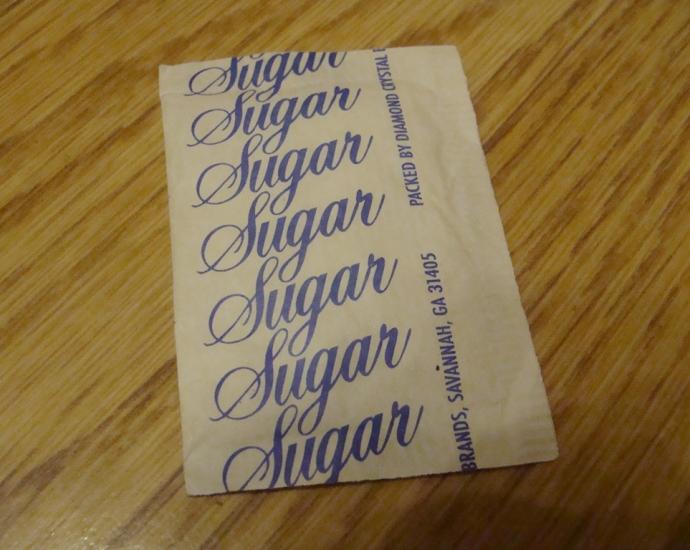 Sugar
Sugar
Sugar
Sugar
Sugar
Sugar
Sugar
PACKED BY DIAMOND CRYSTAL
BRANDS, SAVANNAH, GA 31405